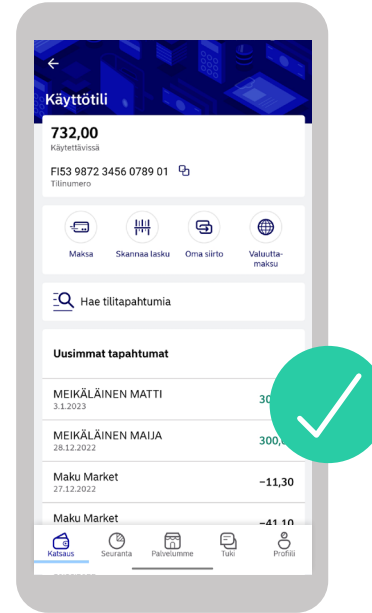 Käyttötili
732,00
Käytettävissä
FI53 9872 3456 0789 01
Tilinumero
Maksa
Skannaa lasku
Oma siirto
Valuutta-
maksu
Hae tilitapahtumia
Uusimmat tapahtumat
MEIKÄLÄINEN MATTI
3.1.2023
MEIKÄLÄINEN MAIJA
28.12.2022
Maku Market
27.12.2022
−11,30
Maku Market
−41,10
Katsaus
Seuranta
Palvelumme
Tuki
Profiili